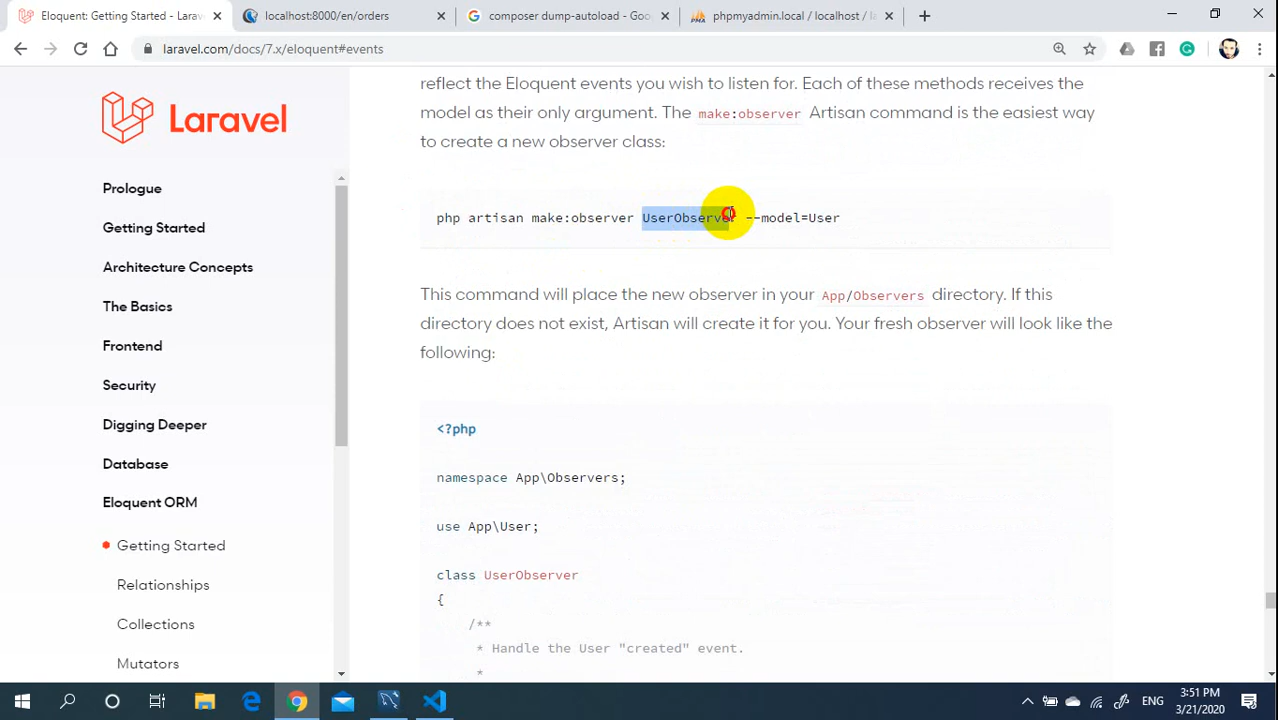 Eloquent: Getting Started - Larav
localhost:8000/en/orders
composer dump-autoload - Goo
phpmyadmin.local / localhost / la
laravel.com/docs/7.x/eloquent#events
Laravel
Prologue
Getting Started
Architecture Concepts
The Basics
Frontend
Security
Digging Deeper
Database
Eloquent ORM
Getting Started
Relationships
Collections
Mutators
reflect the Eloquent events you wish to listen for. Each of these methods receives the
model as their only argument. The make:observer Artisan command is the easiest way
to create a new observer class:
php artisan make:observer UserObserver --model=User
This command will place the new observer in your App/Observers directory. If this
directory does not exist, Artisan will create it for you. Your fresh observer will look like the
following:
<?php
namespace App\Observers;
use App\User;
class UserObserver
{
/**
* Handle the User "created" event.
*
ENG
3:51 PM
3/21/2020